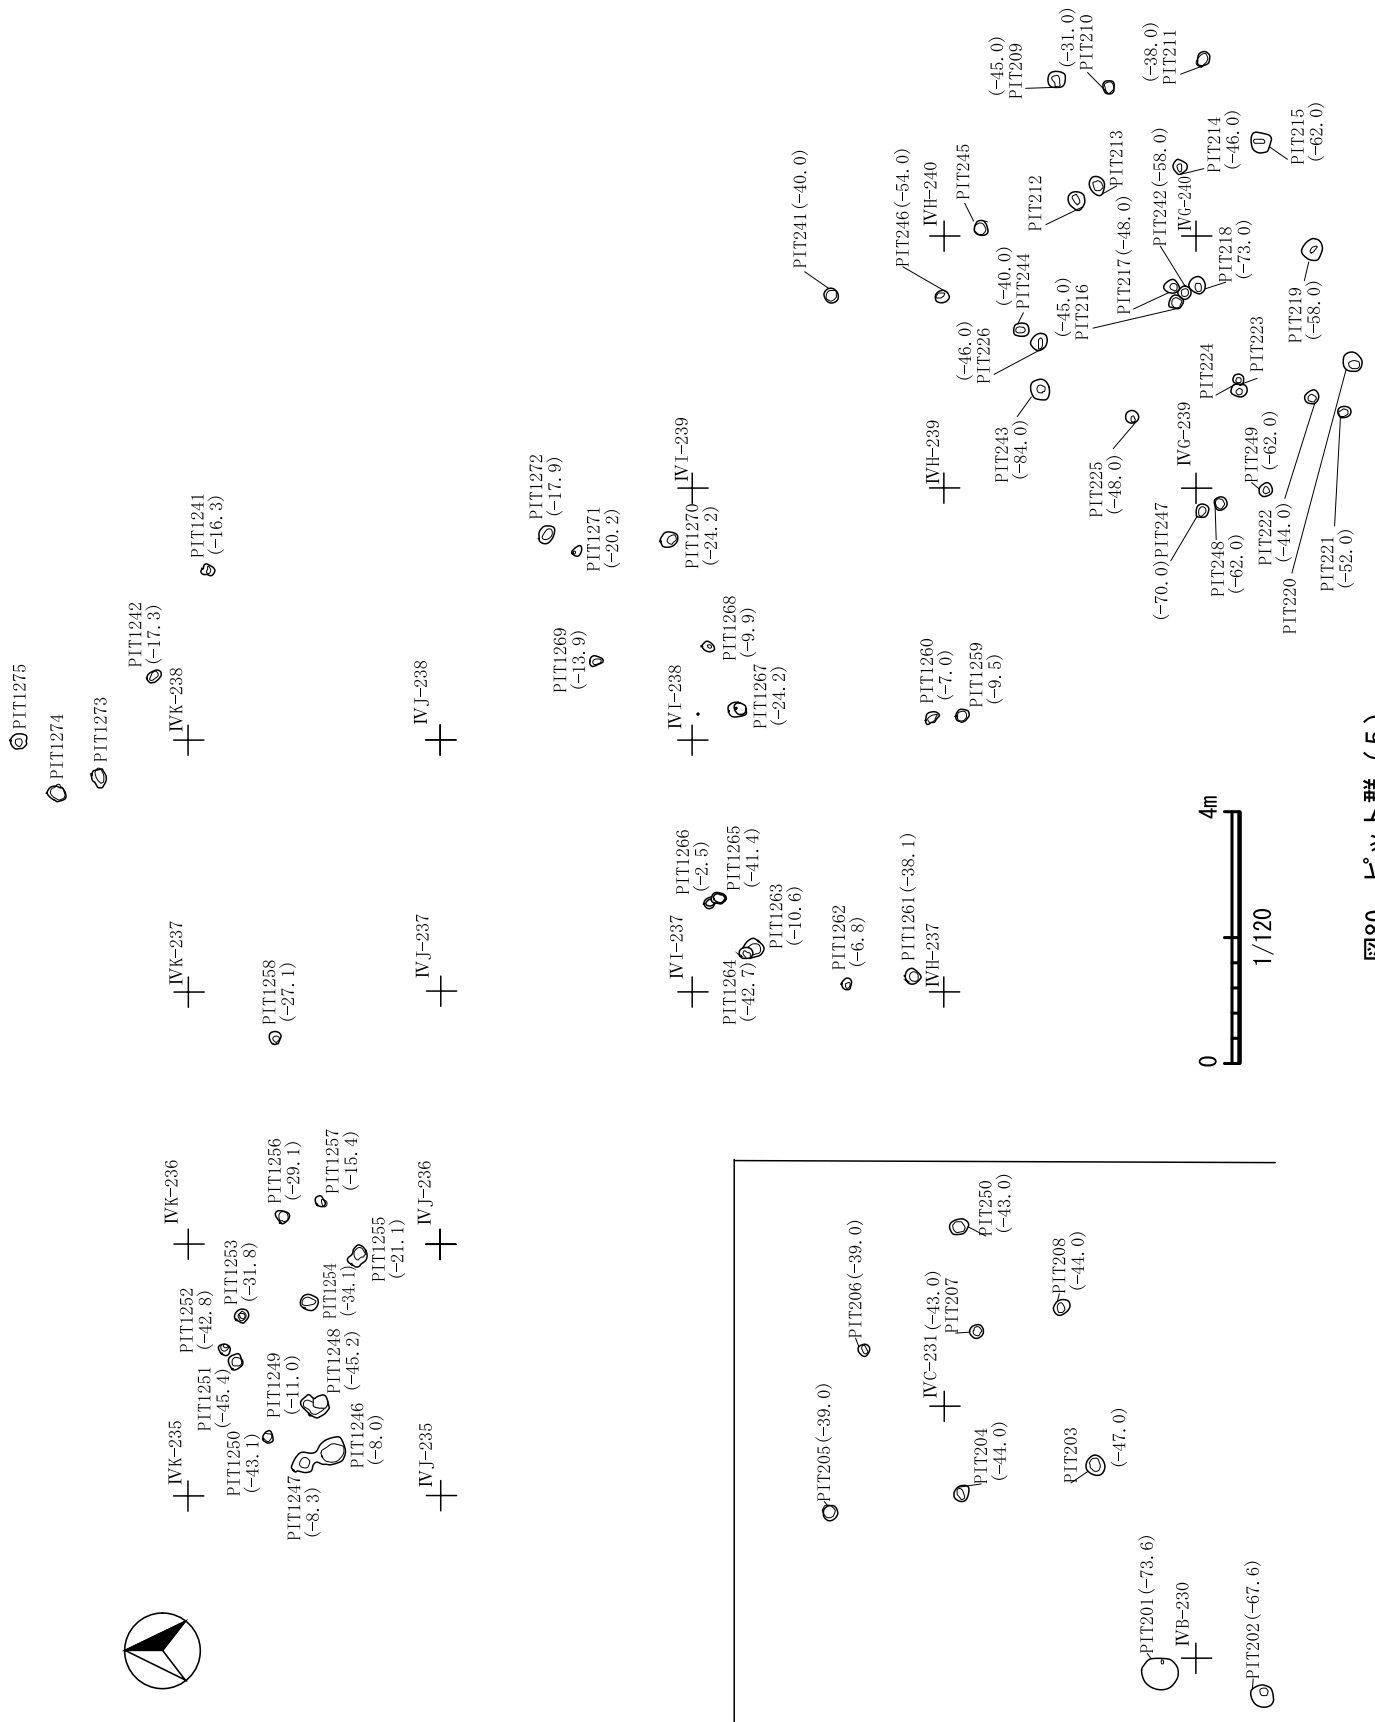 PIT1275
PIT1274
PIT1273
PIT1242
(-17.3)
ⅣK-238
PIT1241
(-16.3)
ⅣK-237
PIT1258
(-27.1)
ⅣK-236
PIT1256
(-29.1)
PIT1257
(-15.4)
PIT1253
(-31.8)
PIT1252
(-42.8)
PIT1251
(-45.4)
PIT1254
(-34.1)
PIT1255
(-21.1)
ⅣK-235
PIT1250
(-43.1)
PIT1249
(-11.0)
PIT1248
(-45.2)
PIT1246
(-8.0)
PIT1247
(-8.3)
ⅣJ-238
ⅣJ-237
ⅣJ-236
ⅣJ-235
PIT1272
(-17.9)
PIT1271
(-20.2)
PIT1270
(-24.2)
ⅣI-239
PIT1269
(-13.9)
PIT1268
(-9.9)
ⅣI-238
PIT1267
(-24.2)
ⅣI-237
PIT1266
(-2.5)
PIT1265
(-41.4)
PIT1263
(-10.6)
PIT1264
(-42.7)
PIT1262
(-6.8)
PIT1261(-38.1)
ⅣH-237
PIT1260
(-7.0)
PIT1259
(-9.5)
PIT241(-40.0)
PIT246(-54.0)
ⅣH-240
PIT245
(-45.0)
PIT209
(-31.0)
PIT210
(-38.0)
PIT211
PIT212
PIT213
PIT214
(-46.0)
PIT215
(-62.0)
(-40.0)
PIT244
(-46.0)
PIT226
(-45.0)
PIT216
PIT217(-48.0)
PIT242(-58.0)
ⅣG-240
PIT218
(-73.0)
PIT219
(-58.0)
ⅣH-239
PIT243
(-84.0)
PIT225
(-48.0)
ⅣG-239
PIT224
PIT223
PIT249
(-62.0)
(-70.0)PIT247
PIT248
(-62.0)
PIT222
(-44.0)
PIT220
PIT221
(-52.0)
0
4m
1/120
PIT206(-39.0)
PIT250
(-43.0)
PIT205(-39.0)
ⅣC-231(-43.0)
PIT207
PIT208
(-44.0)
PIT204
(-44.0)
PIT203
(-47.0)
PIT201(-73.6)
ⅣB-230
PIT202(-67.6)
図80 ピット群(5)